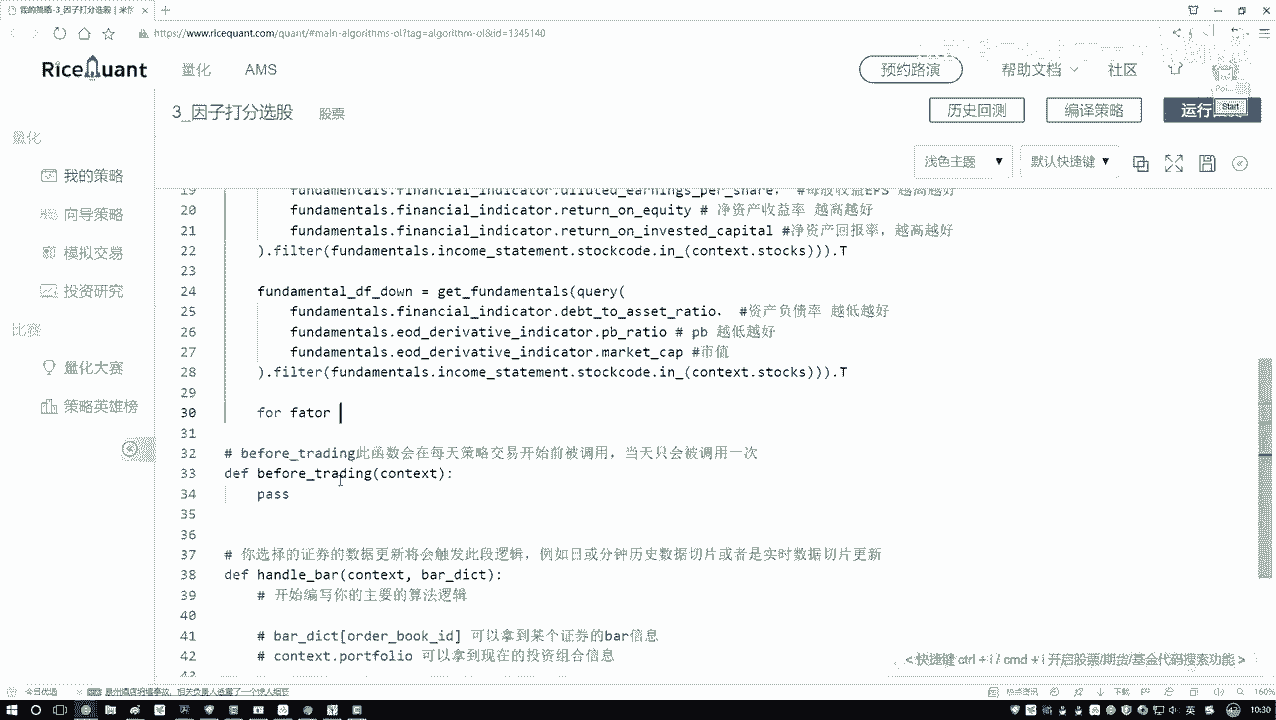 我的策略-3_因子打分选股 | 米
https://www.ricequant.com/quant/#main-algorithms-ol?tag=algorithm-ol&id=1345140
RiceQuant 量化 AMS 预约路演 帮助文档 社区
Start
3_因子打分选股 股票 历史回测 编译策略 运行
量化
浅色主题 ▼ 默认快捷键 ▼
我的策略
向导策略
模拟交易
投资研究
比赛
量化大赛
策略英雄榜
19 fundamentals.financial_indicator.diluted_earnings_per_share, #每股收益EPS 越高越好
20 fundamentals.financial_indicator.return_on_equity # 净资产收益率 越高越好
21 fundamentals.financial_indicator.return_on_invested_capital #净资产回报率，越高越好
22 ).filter(fundamentals.income_statement.stockcode.in_(context.stocks))).T
23
24 fundamental_df_down = get_fundamentals(query(
25 fundamentals.financial_indicator.debt_to_asset_ratio, #资产负债率 越低越好
26 fundamentals.eod_derivative_indicator.pb_ratio # pb 越低越好
27 fundamentals.eod_derivative_indicator.market_cap #市值
28 ).filter(fundamentals.income_statement.stockcode.in_(context.stocks))).T
29
30 for fator
31
32 # before_trading此函数会在每天策略交易开始前被调用，当天只会被调用一次
33 def before_trading(context):
34 pass
35
36
37 # 你选择的证券的数据更新将会触发此段逻辑，例如日或分钟历史数据切片或者是实时数据切片更新
38 def handle_bar(context, bar_dict):
39 # 开始编写你的主要的算法逻辑
40
41 # bar_dict[order_book_id] 可以拿到某个证券的bar信息
42 # context.portfolio 可以拿到现在的投资组合信息
<快捷键 ctrl + i / cmd + i 开启股票/期货/基金代码搜索功能 >
今日优选
下载
160%
英
10:30